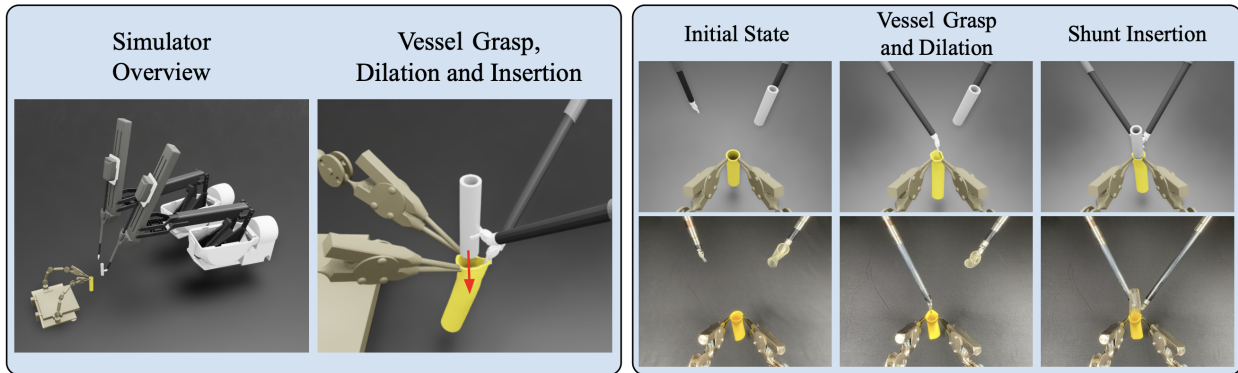 Simulator
Overview
Vessel Grasp,
Dilation and Insertion
Initial State
Vessel Grasp
and Dilation
Shunt Insertion